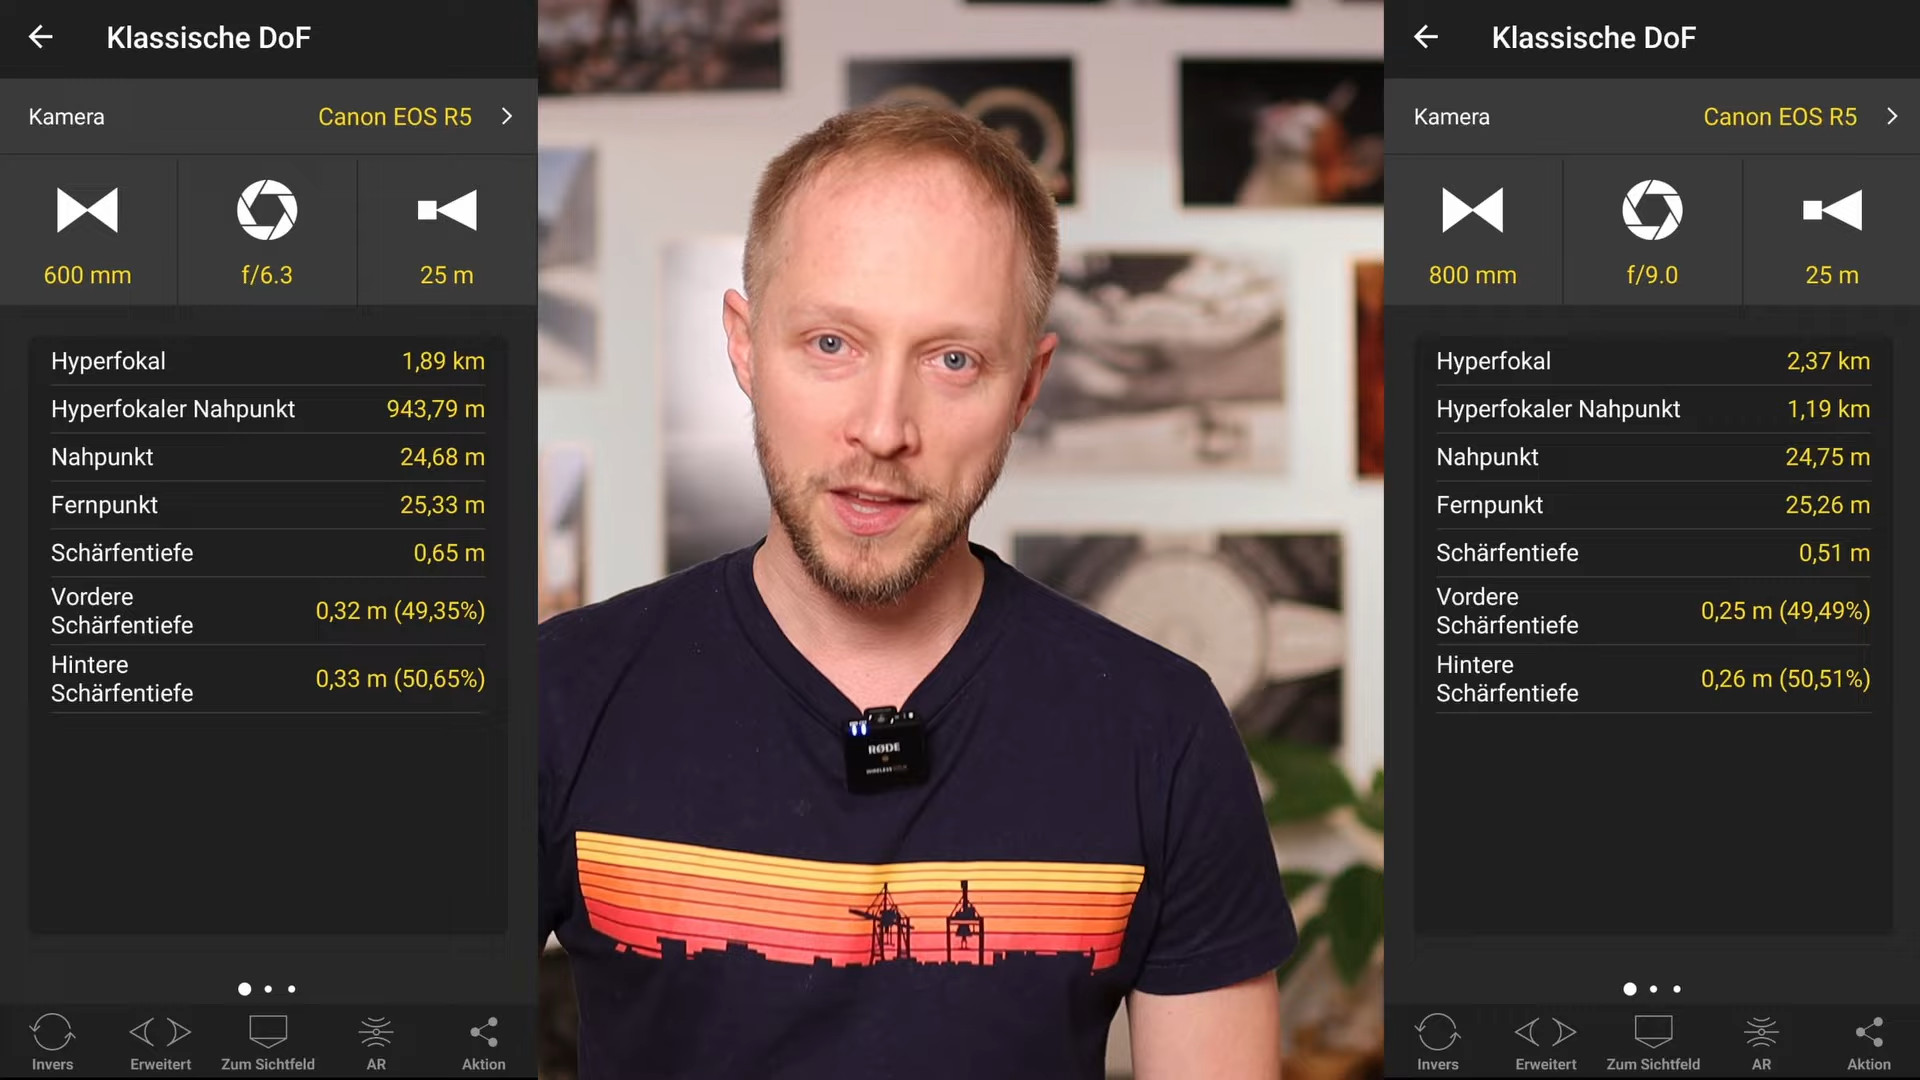 Klassische DoF
Kamera Canon EOS R5
600 mm f/6.3 25 m
Hyperfokal 1,89 km
Hyperfokaler Nahpunkt 943,79 m
Nahpunkt 24,68 m
Fernpunkt 25,33 m
Schärfentiefe 0,65 m
Vordere
Schärfentiefe 0,32 m (49,35%)
Hintere
Schärfentiefe 0,33 m (50,65%)
Invers Erweitert Zum Sichtfeld AR Aktion
RØDE
WIRELESS
Klassische DoF
Kamera Canon EOS R5
800 mm f/9.0 25 m
Hyperfokal 2,37 km
Hyperfokaler Nahpunkt 1,19 km
Nahpunkt 24,75 m
Fernpunkt 25,26 m
Schärfentiefe 0,51 m
Vordere
Schärfentiefe 0,25 m (49,49%)
Hintere
Schärfentiefe 0,26 m (50,51%)
Invers Erweitert Zum Sichtfeld AR Aktion